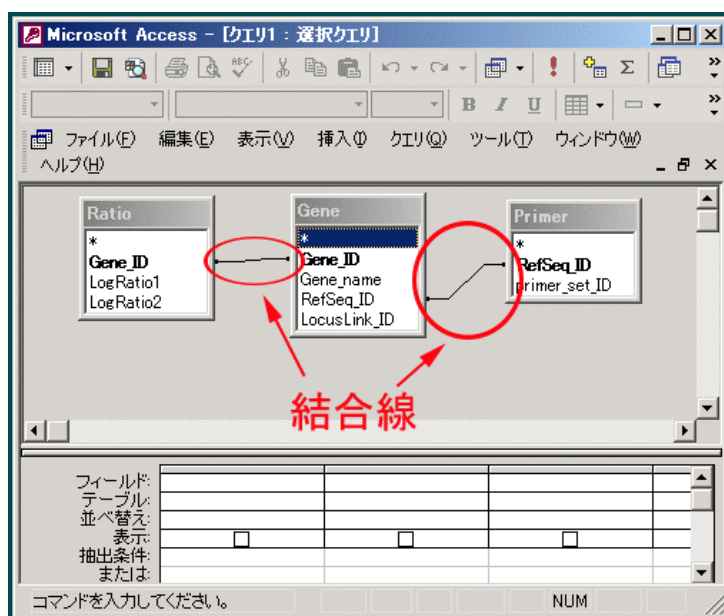 Microsoft Access - [クエリ1 : 選択クエリ]
ABC
Σ
B I U
ファイル(F) 編集(E) 表示(V) 挿入(I) クエリ(Q) ツール(T) ウィンドウ(W)
ヘルプ(H)
Ratio
*
Gene_ID
LogRatio1
LogRatio2
Gene
*
Gene_ID
Gene_name
RefSeq_ID
LocusLink_ID
Primer
*
RefSeq_ID
primer_set_ID
結合線
フィールド:
テーブル:
並べ替え:
表示:
抽出条件:
または:
コマンドを入力してください。 NUM